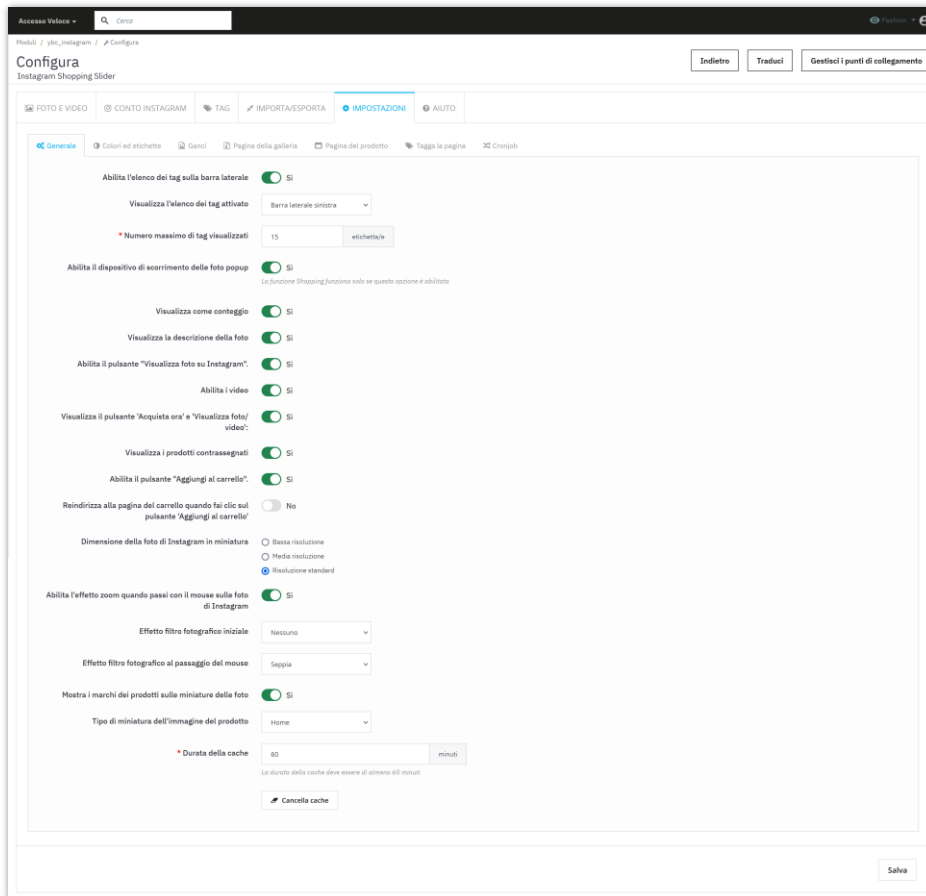 Accesso Veloce
Cerca
Fashion
Moduli / ybc_instagram / Configura
Configura
Instagram Shopping Slider
Indietro
Traduci
Gestisci i punti di collegamento
FOTO E VIDEO
CONTO INSTAGRAM
TAG
IMPORTA/ESPORTA
IMPOSTAZIONI
AIUTO
Generale
Colori ed etichette
Ganci
Pagina della galleria
Pagina del prodotto
Tagga la pagina
Cronjob
Abilita l'elenco dei tag sulla barra laterale
Sì
Visualizza l'elenco dei tag attivato
Barra laterale sinistra
* Numero massimo di tag visualizzati
15
etichetta/e
Abilita il dispositivo di scorrimento delle foto popup
Sì
La funzione Shopping funziona solo se questa opzione è abilitata
Visualizza come conteggio
Sì
Visualizza la descrizione della foto
Sì
Abilita il pulsante "Visualizza foto su Instagram".
Sì
Abilita i video
Sì
Visualizza il pulsante 'Acquista ora' e 'Visualizza foto/
video':
Sì
Visualizza i prodotti contrassegnati
Sì
Abilita il pulsante "Aggiungi al carrello".
Sì
Reindirizza alla pagina del carrello quando fai clic sul
pulsante 'Aggiungi al carrello'
No
Dimensione della foto di Instagram in miniatura
Bassa risoluzione
Media risoluzione
Risoluzione standard
Abilita l'effetto zoom quando passi con il mouse sulle foto
di Instagram
Sì
Effetto filtro fotografico iniziale
Nessuno
Effetto filtro fotografico al passaggio del mouse
Seppia
Mostra i marchi dei prodotti sulle miniature delle foto
Sì
Tipo di miniatura dell'immagine del prodotto
Home
* Durata della cache
60
minuti
La durata della cache deve essere di almeno 60 minuti
Cancella cache
Salva